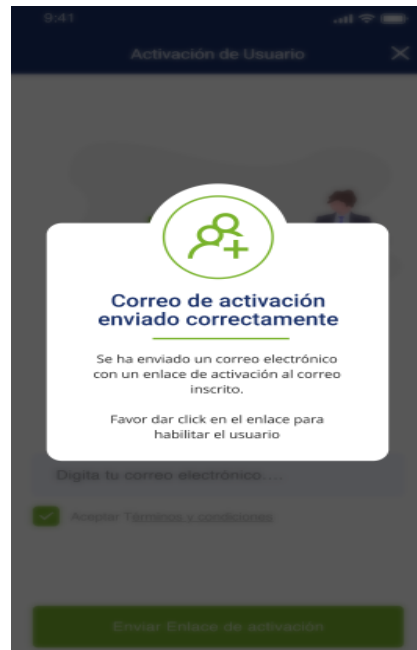 9:41
Activación de Usuario
Correo de activación
enviado correctamente
Se ha enviado un correo electrónico
con un enlace de activación al correo
inscrito.
Favor dar click en el enlace para
habilitar el usuario
Digita tu correo electrónico....
Aceptar Términos y condiciones
Enviar Enlace de activación